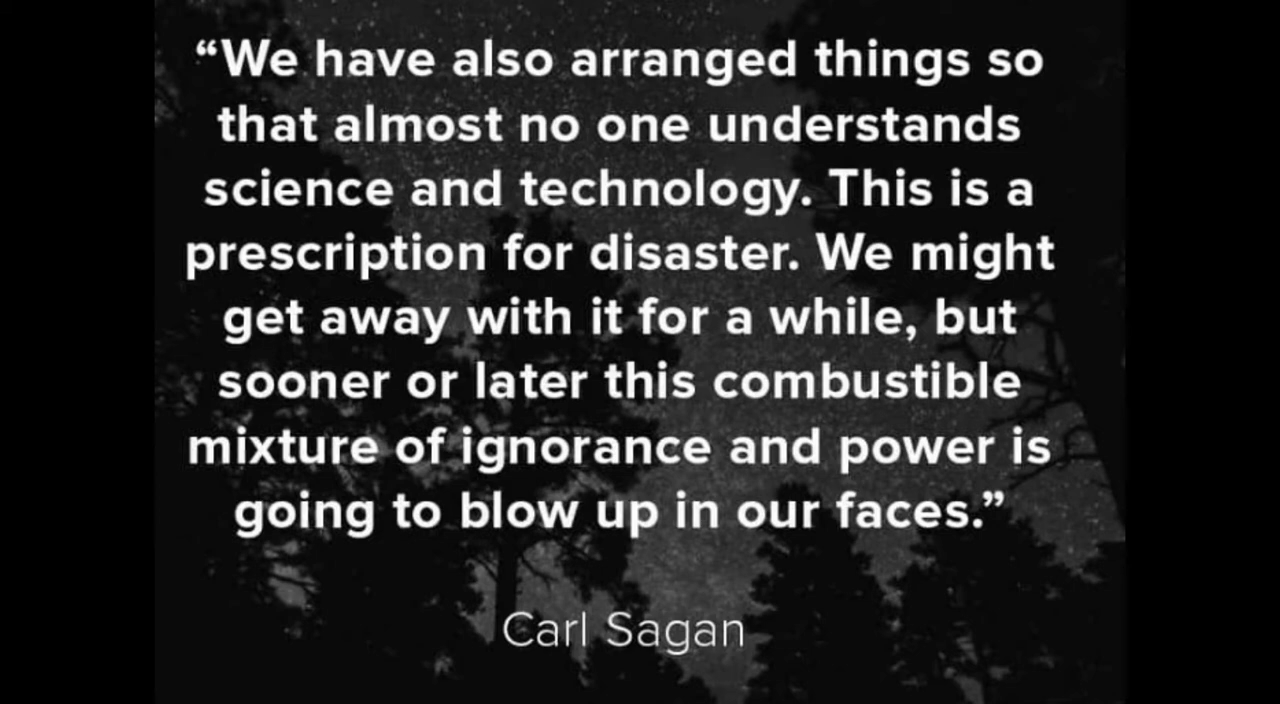 “We have also arranged things so
that almost no one understands
science and technology. This is a
prescription for disaster. We might
get away with it for a while, but
sooner or later this combustible
mixture of ignorance and power is
going to blow up in our faces.”
Carl Sagan